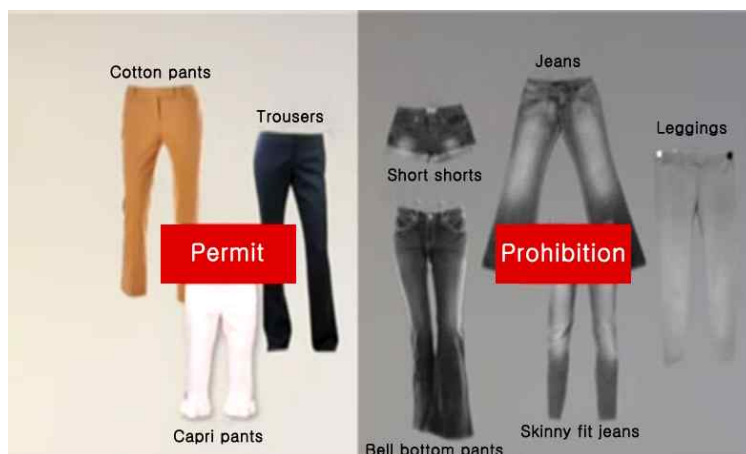 Cotton pants
Trousers
Permit
Capri pants
Jeans
Short shorts
Leggings
Prohibition
Skinny fit jeans
Bell bottom pants